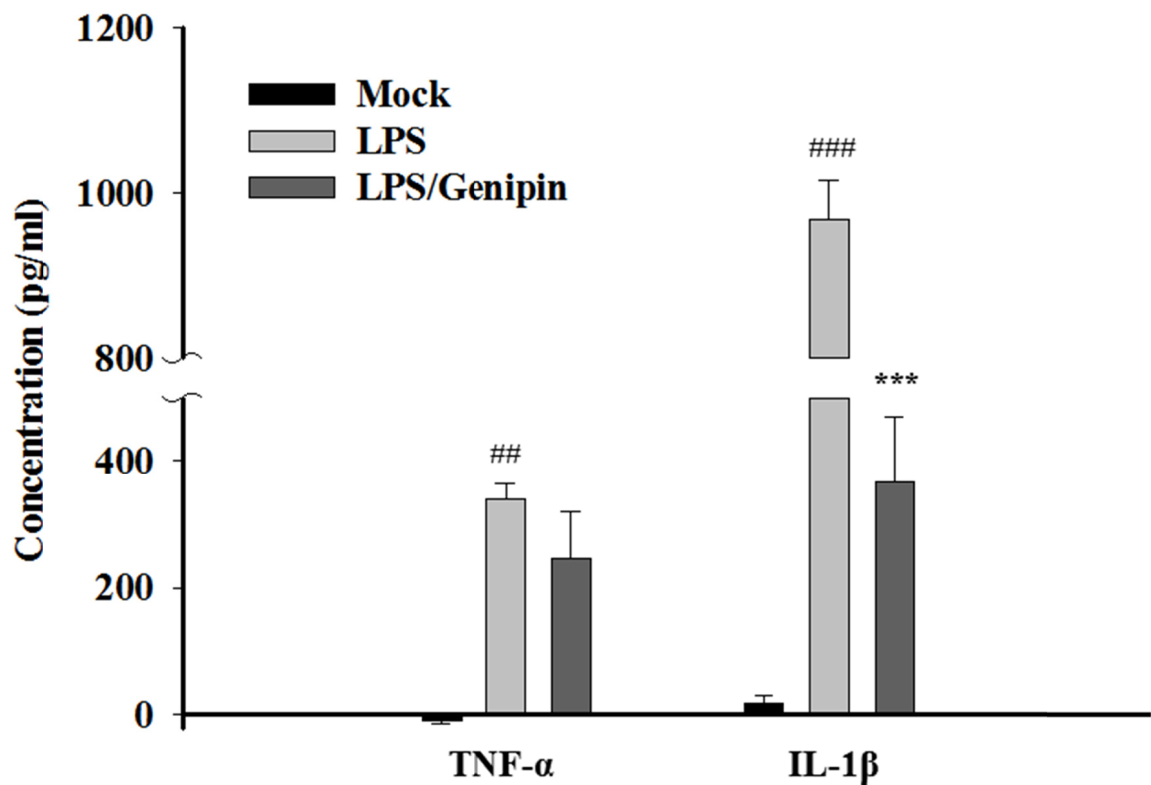 1200
Mock
LPS
LPS/Genipin
###
1000
Concentration (pg/ml)
800
***
##
400
200
0
TNF-α
IL-1β